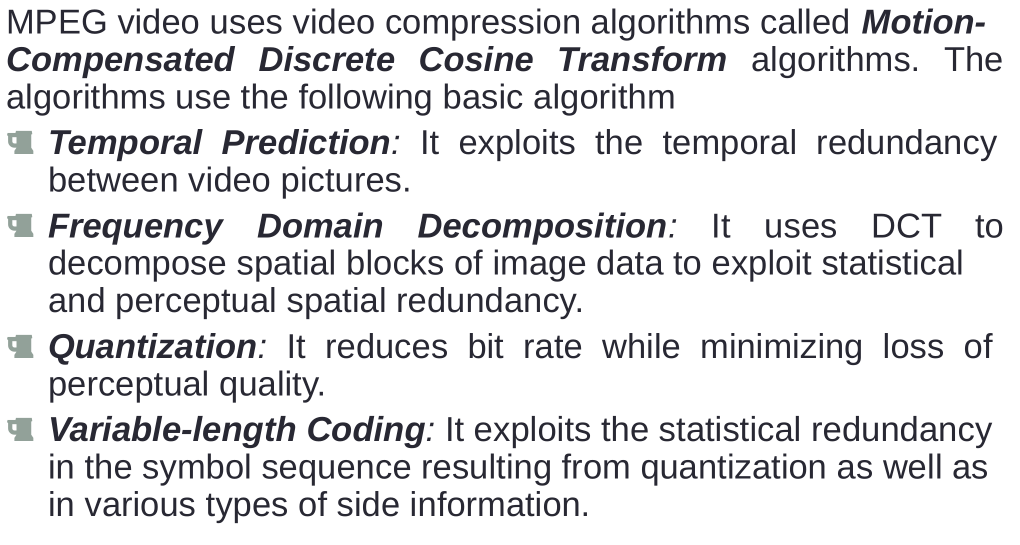 MPEG video uses video compression algorithms called Motion-
Compensated Discrete Cosine Transform algorithms. The
algorithms use the following basic algorithm
Temporal Prediction: It exploits the temporal redundancy
between video pictures.
Frequency Domain Decomposition: It uses DCT to
decompose spatial blocks of image data to exploit statistical
and perceptual spatial redundancy.
Quantization: It reduces bit rate while minimizing loss of
perceptual quality.
Variable-length Coding: It exploits the statistical redundancy
in the symbol sequence resulting from quantization as well as
in various types of side information.